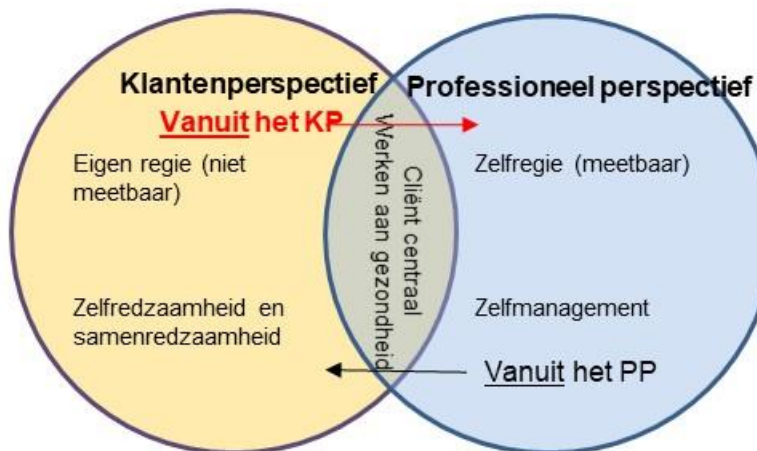 Klantenperspectief
Vanuit het KP
Eigen regie (niet
meetbaar)
Zelfredzaamheid en
samenredzaamheid
Cliënt centraal
Werken aan gezondheid
Professioneel perspectief
Zelfregie (meetbaar)
Zelfmanagement
Vanuit het PP